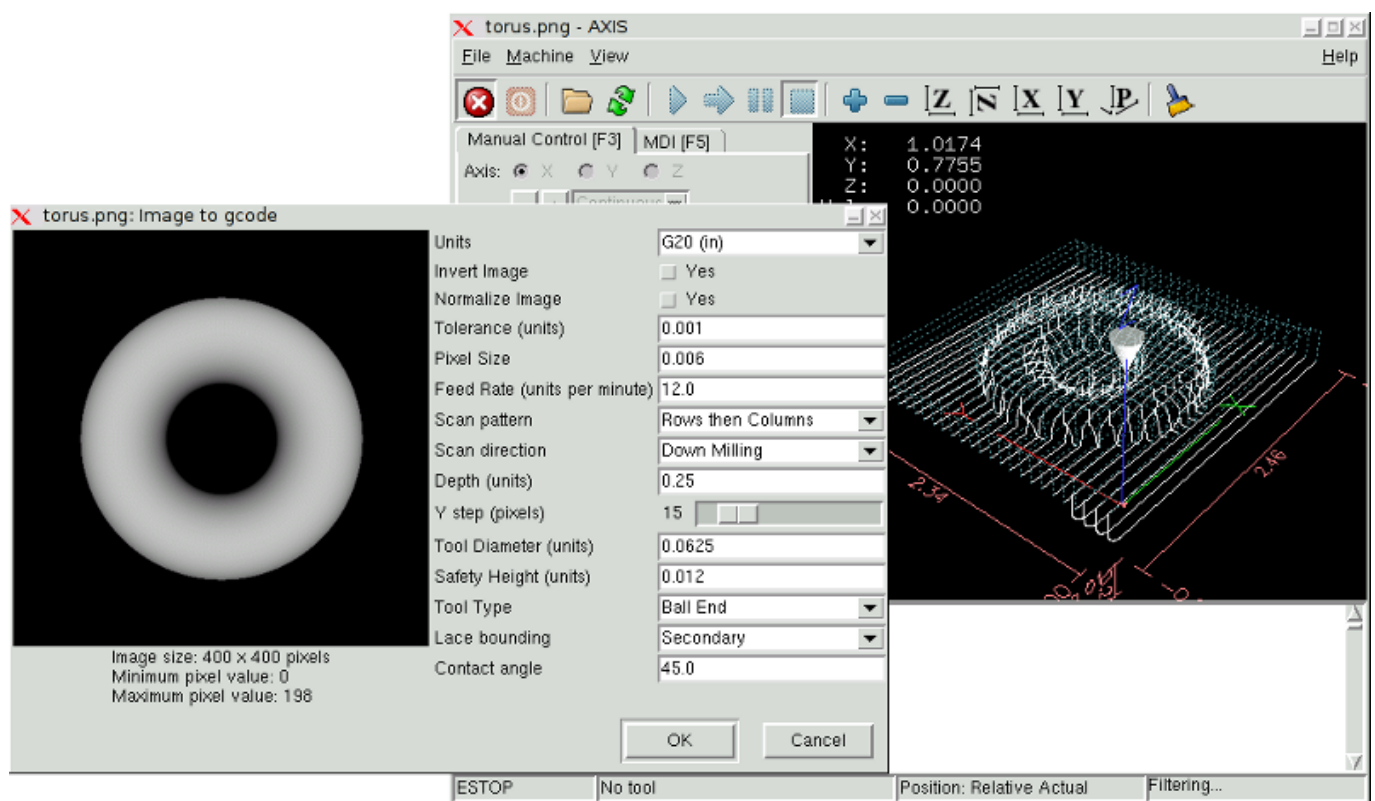 torus.png - AXIS
File Machine View Help
Z N X Y P
Manual Control [F3] MDI [F5]
Axis: X Y Z
Continuous
X: 1.0174
Y: 0.7755
Z: 0.0000
0.0000
torus.png: Image to gcode
Units G20 (in)
Invert Image Yes
Normalize Image Yes
Tolerance (units) 0.001
Pixel Size 0.006
Feed Rate (units per minute) 12.0
Scan pattern Rows then Columns
Scan direction Down Milling
Depth (units) 0.25
Y step (pixels) 15
Tool Diameter (units) 0.0625
Safety Height (units) 0.012
Tool Type Ball End
Lace bounding Secondary
Contact angle 45.0
Image size: 400 x 400 pixels
Minimum pixel value: 0
Maximum pixel value: 198
OK Cancel
X
2.34
2.46
ESTOP No tool Position: Relative Actual Filtering...